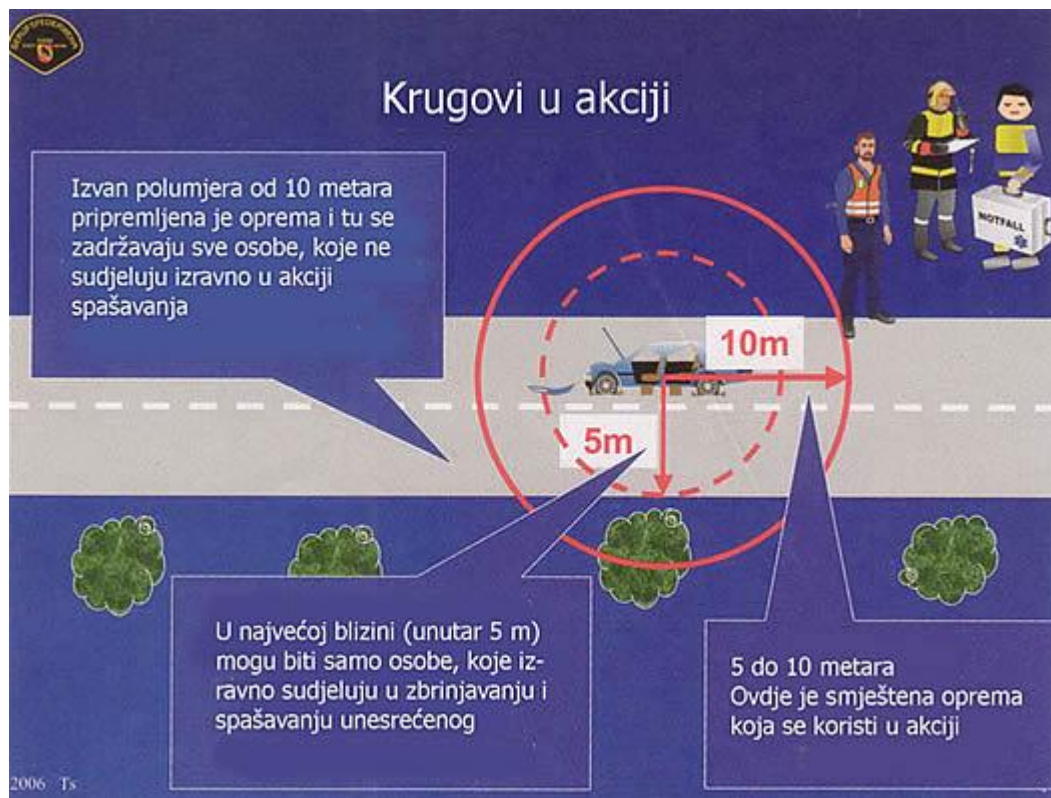 BERUFSFEUERWEHR
Krugovi u akciji
Izvan polumjera od 10 metara
pripremljena je oprema i tu se
zadržavaju sve osobe, koje ne
sudjeluju izravno u akciji
spašavanja
NOTFALL
10m
5m
U najvećoj blizini (unutar 5 m)
mogu biti samo osobe, koje iz-
ravno sudjeluju u zbrinjavanju i
spašavanju unesrećenog
5 do 10 metara
Ovdje je smještena oprema
koja se koristi u akciji
2006 Ts